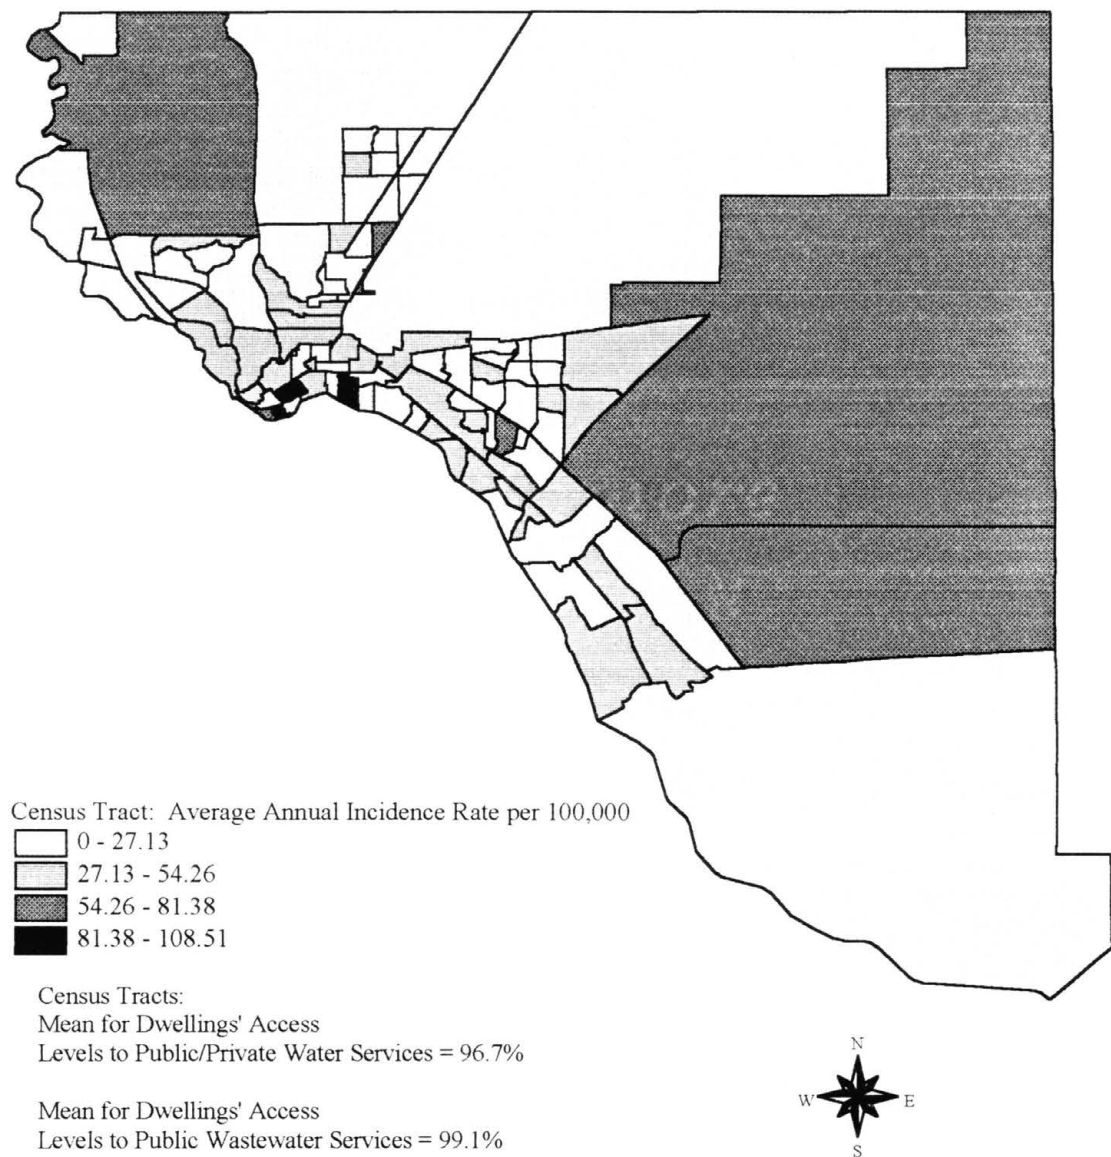 Census Tract: Average Annual Incidence Rate per 100,000
0 - 27.13
27.13 - 54.26
54.26 - 81.38
81.38 - 108.51
Census Tracts:
Mean for Dwellings' Access
Levels to Public/Private Water Services = 96.7%
Mean for Dwellings' Access
Levels to Public Wastewater Services = 99.1%
N
W E
S